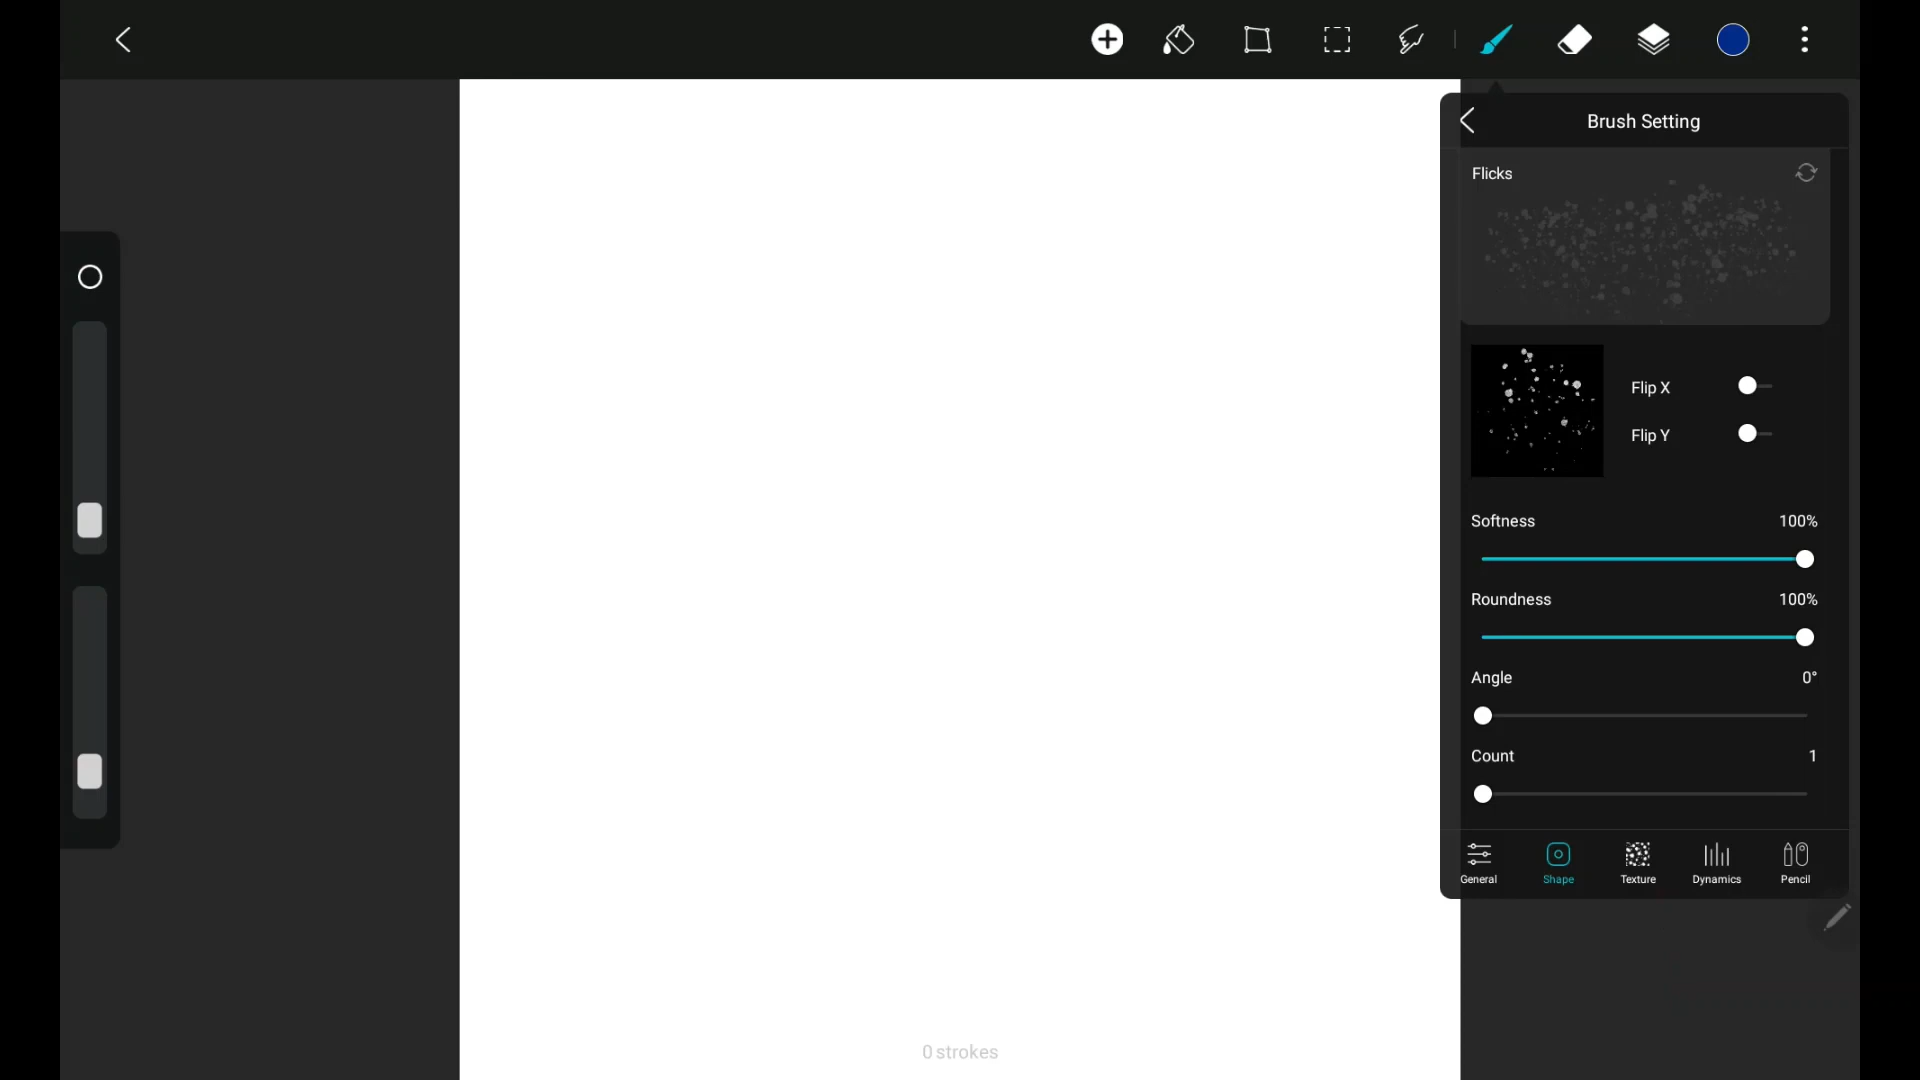 Brush Setting
Flicks
Flip X
Flip Y
Softness 100%
Roundness 100%
Angle 0°
Count 1
General Shape Texture Dynamics Pencil
0 strokes